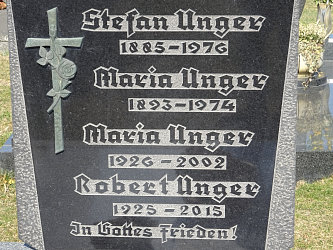 Stefan Unger
1885-1976
Maria Unger
1893-1974
Maria Unger
1926-2002
Robert Unger
1925-2015
In Gottes Frieden!